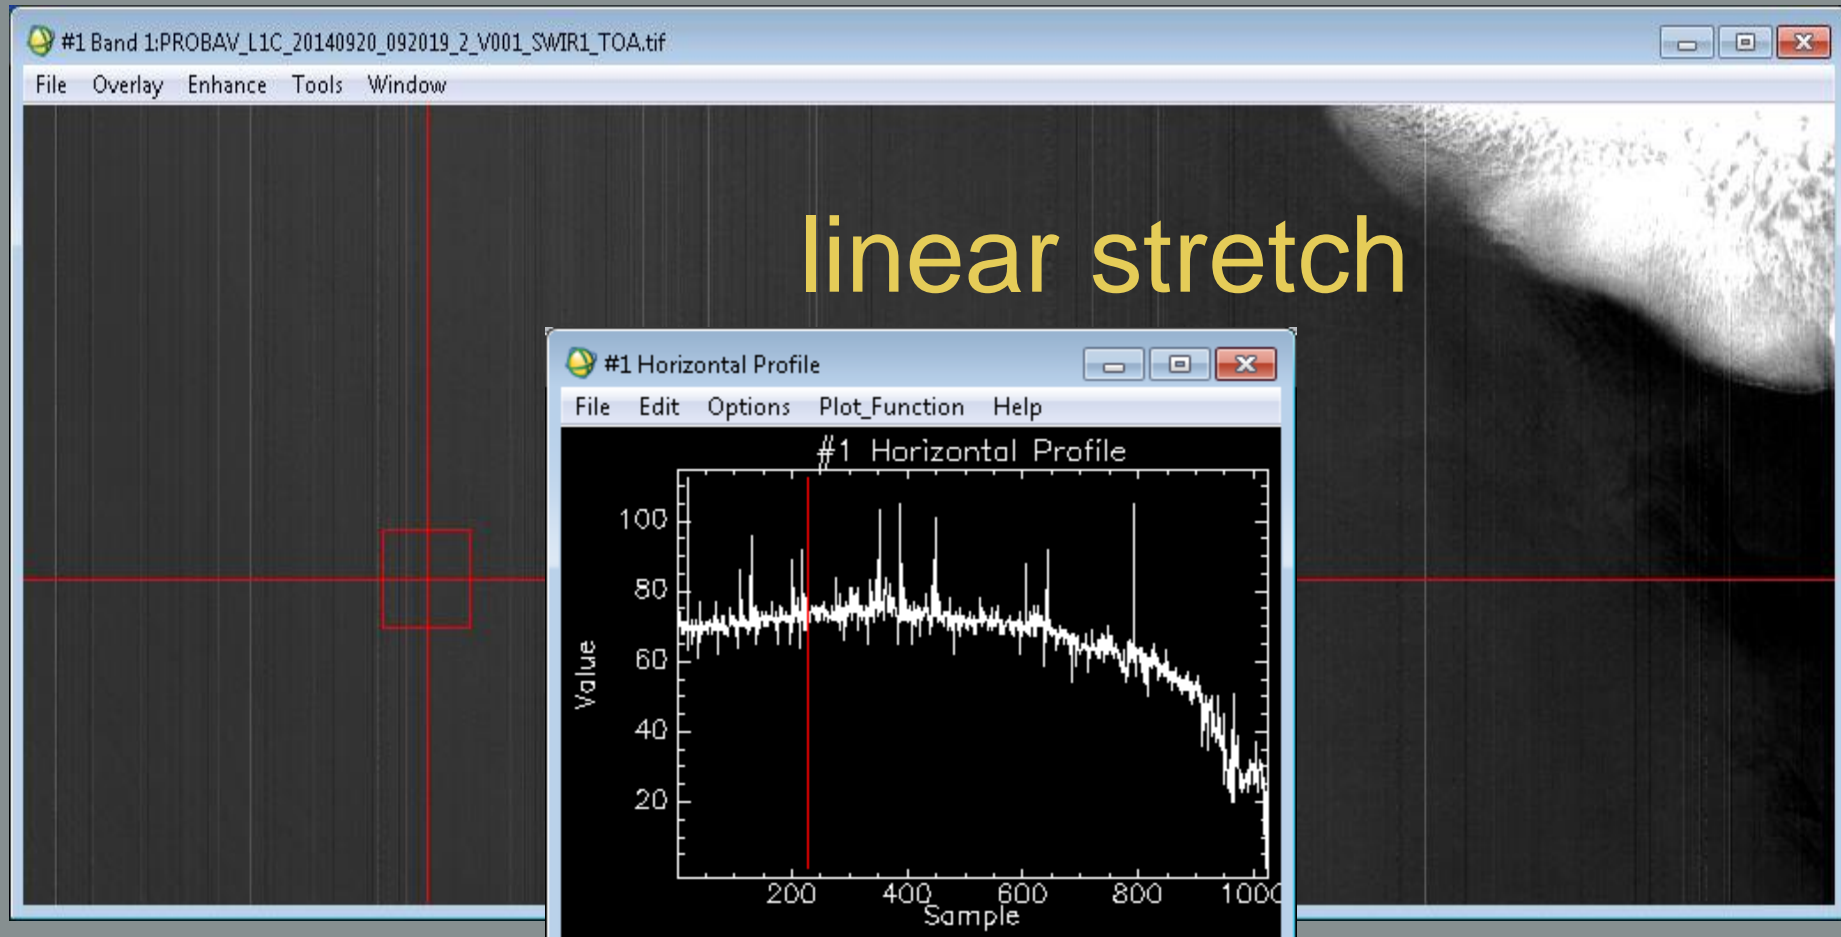 #1 Band 1:PROBAV_L1C_20140920_092019_2_V001_SWIR1_TOA.tif
File Overlay Enhance Tools Window
linear stretch
#1 Horizontal Profile
File Edit Options Plot_Function Help
#1 Horizontal Profile
100
80
60
40
20
Value
200 400 600 800 1000
Sample